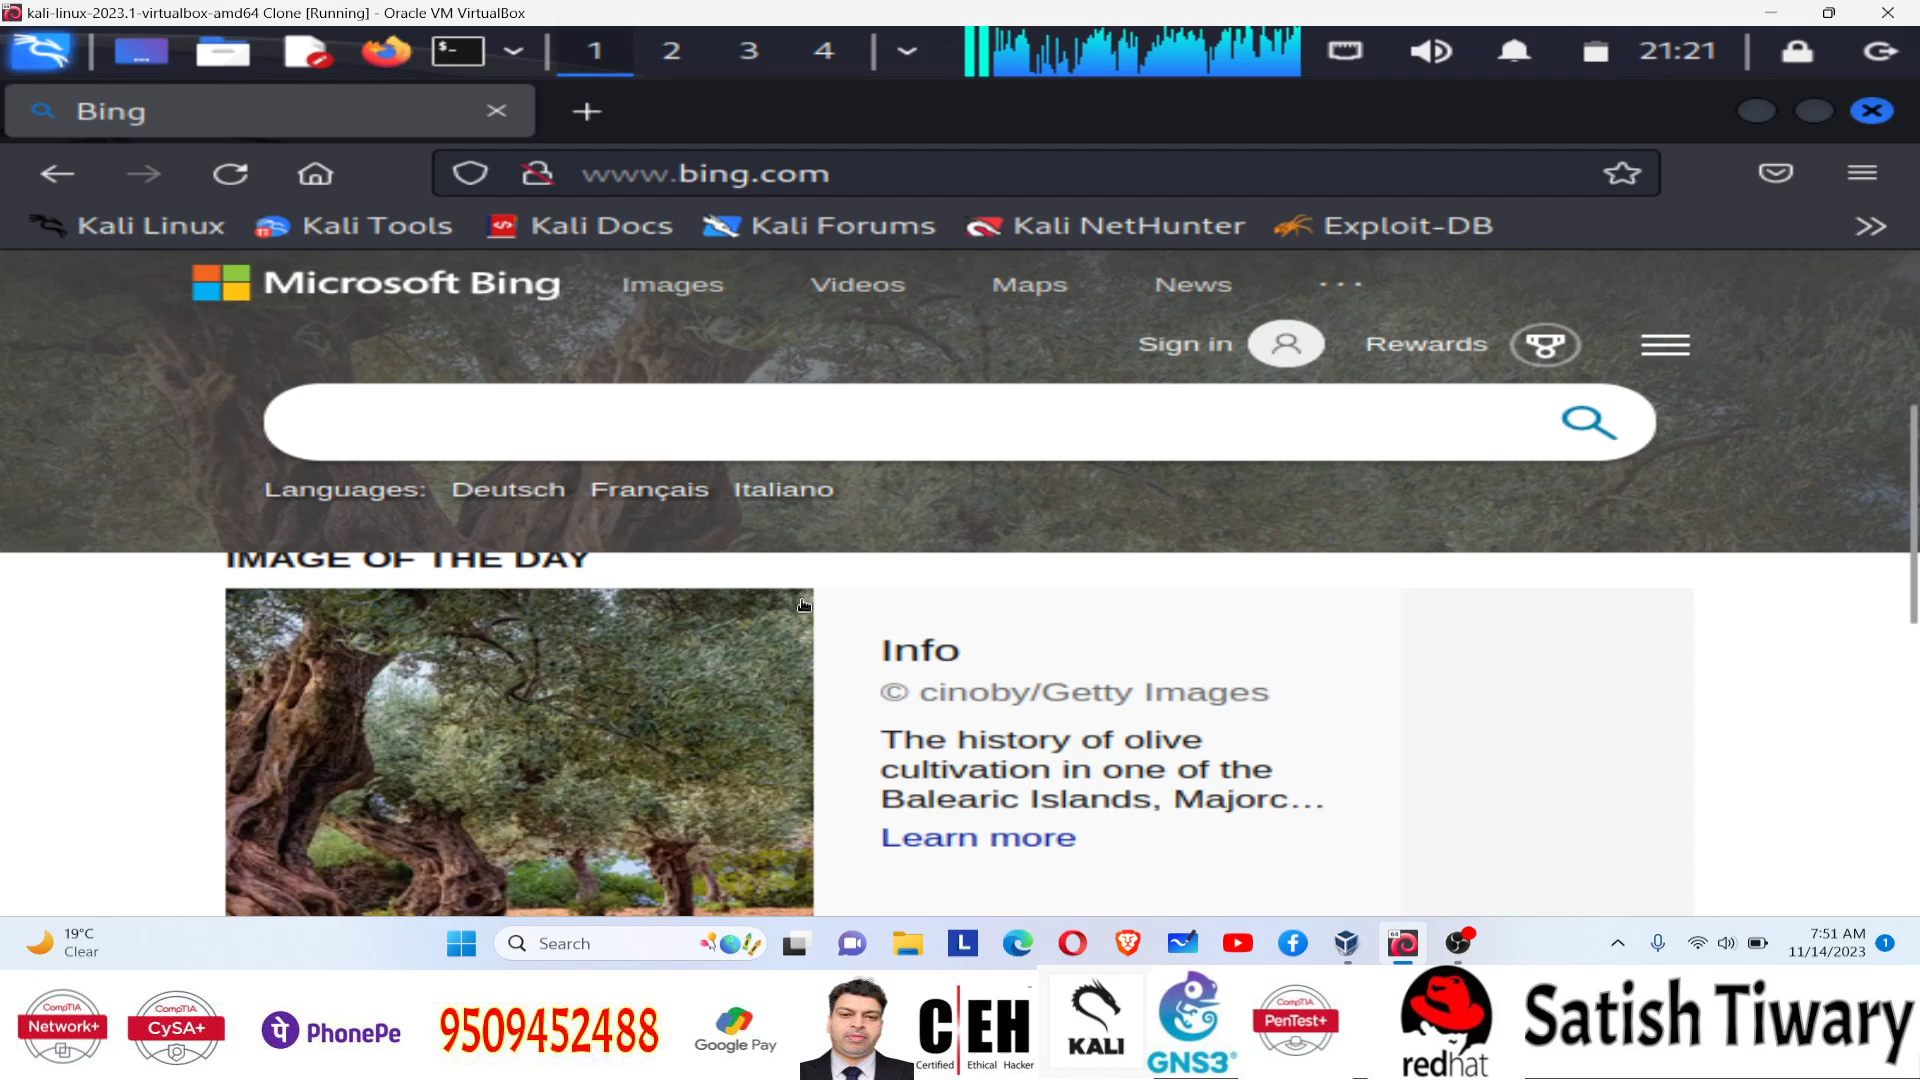 kali-linux-2023.1-virtualbox-amd64 Clone [Running] - Oracle VM VirtualBox
$- 1 2 3 4 21:21
Bing
www.bing.com
Kali Linux Kali Tools Kali Docs Kali Forums Kali NetHunter Exploit-DB
Microsoft Bing Images Videos Maps News ...
Sign in Rewards
Languages: Deutsch Français Italiano
IMAGE OF THE DAY
Info
© cinoby/Getty Images
The history of olive
cultivation in one of the
Balearic Islands, Majorc...
Learn more
19°C
Clear
Search
L
64
7:51 AM
11/14/2023
1
CompTIA
Network+
CompTIA
CySA+
पे PhonePe
9509452488
Google Pay
CEH
Certified Ethical Hacker
KALI
GNS3
CompTIA
PenTest+
redhat
Satish Tiwary